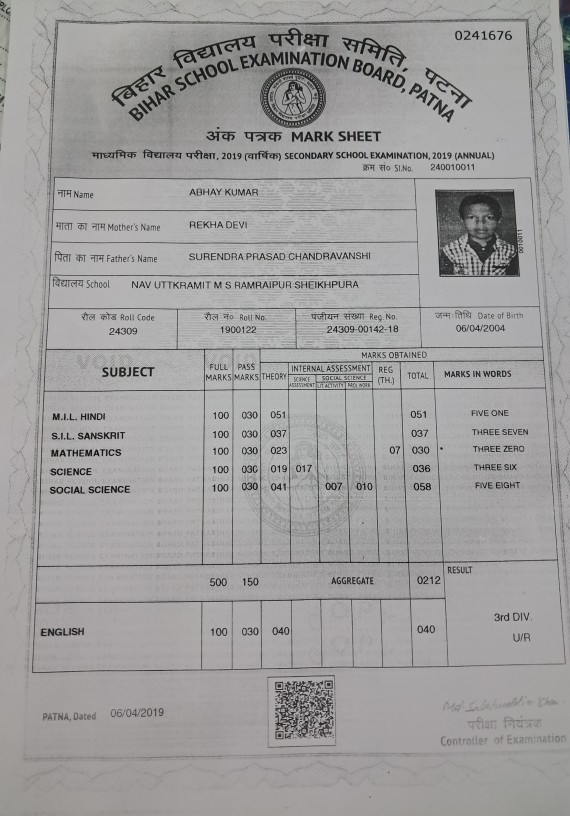 0241676
बिहार विद्यालय परीक्षा समिति, पटना
BIHAR SCHOOL EXAMINATION BOARD, PATNA
अंक पत्रक MARK SHEET
माध्यमिक विद्यालय परीक्षा, 2019 (वार्षिक) SECONDARY SCHOOL EXAMINATION, 2019 (ANNUAL)
क्रम सं० Sl.No. 240010011
नाम Name ABHAY KUMAR
माता का नाम Mother's Name REKHA DEVI
पिता का नाम Father's Name SURENDRA PRASAD CHANDRAVANSHI
विद्यालय School NAV UTTKRAMIT M S RAMRAIPUR SHEIKHPURA
रौल कोड Roll Code रौल नं० Roll No. पंजीयन संख्या Reg. No. जन्म तिथि Date of Birth
24309 1900122 24309-00142-18 06/04/2004
VOID
SUBJECT FULL MARKS PASS MARKS MARKS OBTAINED
THEORY INTERNAL ASSESSMENT REG (TH.) TOTAL MARKS IN WORDS
SCIENCE ASSESSMENT SOCIAL SCIENCE LIT.ACTIVITY PROJ.WORK
M.I.L. HINDI 100 030 051 051 FIVE ONE
S.I.L. SANSKRIT 100 030 037 037 THREE SEVEN
MATHEMATICS 100 030 023 07 030 * THREE ZERO
SCIENCE 100 030 019 017 036 THREE SIX
SOCIAL SCIENCE 100 030 041 007 010 058 FIVE EIGHT
500 150 AGGREGATE 0212 RESULT
3rd DIV.
ENGLISH 100 030 040 040 U/R
PATNA, Dated 06/04/2019
परीक्षा नियंत्रक
Controller of Examination